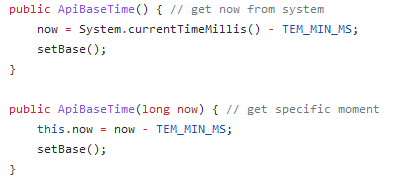 public ApiBaseTime() { // get now from system
    now = System.currentTimeMillis() - TEM_MIN_MS;
    setBase();
}

public ApiBaseTime(long now) { // get specific moment
    this.now = now - TEM_MIN_MS;
    setBase();
}